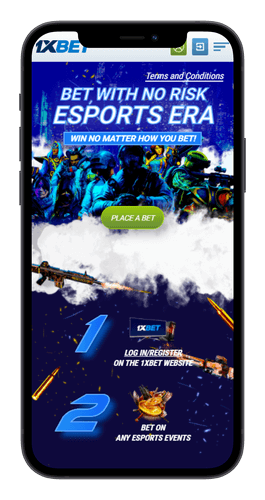 1XBET
Terms and Conditions
BET WITH NO RISK
ESPORTS ERA
WIN NO MATTER HOW YOU BET!
PLACE A BET
1
1XBET
LOG IN/REGISTER
ON THE 1XBET WEBSITE
2
BET ON
ANY ESPORTS EVENTS